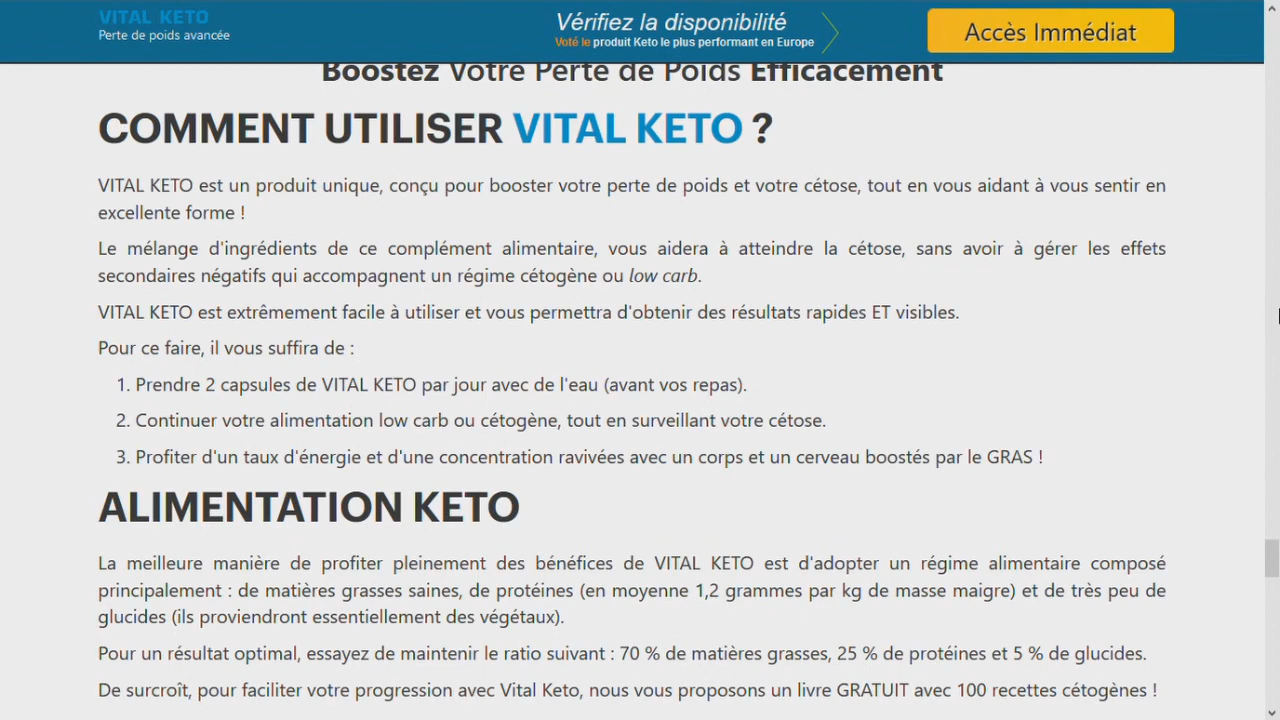 VITAL KETO
Perte de poids avancée
Vérifiez la disponibilité
Voté le produit Keto le plus performant en Europe
Accès Immédiat
Boostez Votre Perte de Poids Efficacement
COMMENT UTILISER VITAL KETO ?
VITAL KETO est un produit unique, conçu pour booster votre perte de poids et votre cétose, tout en vous aidant à vous sentir en
excellente forme !
Le mélange d'ingrédients de ce complément alimentaire, vous aidera à atteindre la cétose, sans avoir à gérer les effets
secondaires négatifs qui accompagnent un régime cétogène ou low carb.
VITAL KETO est extrêmement facile à utiliser et vous permettra d'obtenir des résultats rapides ET visibles.
Pour ce faire, il vous suffira de :
1. Prendre 2 capsules de VITAL KETO par jour avec de l'eau (avant vos repas).
2. Continuer votre alimentation low carb ou cétogène, tout en surveillant votre cétose.
3. Profiter d'un taux d'énergie et d'une concentration ravivées avec un corps et un cerveau boostés par le GRAS !
ALIMENTATION KETO
La meilleure manière de profiter pleinement des bénéfices de VITAL KETO est d'adopter un régime alimentaire composé
principalement : de matières grasses saines, de protéines (en moyenne 1,2 grammes par kg de masse maigre) et de très peu de
glucides (ils proviendront essentiellement des végétaux).
Pour un résultat optimal, essayez de maintenir le ratio suivant : 70 % de matières grasses, 25 % de protéines et 5 % de glucides.
De surcroît, pour faciliter votre progression avec Vital Keto, nous vous proposons un livre GRATUIT avec 100 recettes cétogènes !